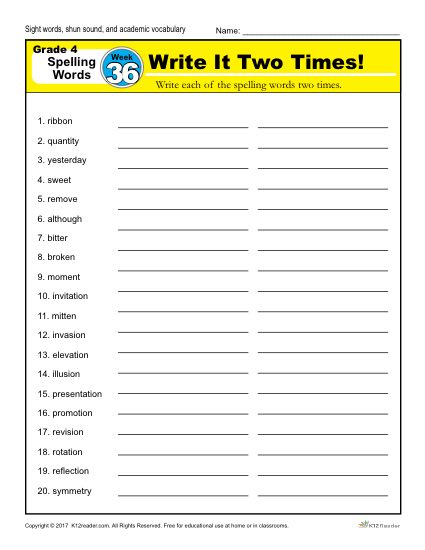 Sight words, shun sound, and academic vocabulary
Name:
Grade 4
Spelling
Words
Week
36
Write It Two Times!
Write each of the spelling words two times.
1. ribbon
2. quantity
3. yesterday
4. sweet
5. remove
6. although
7. bitter
8. broken
9. moment
10. invitation
11. mitten
12. invasion
13. elevation
14. illusion
15. presentation
16. promotion
17. revision
18. rotation
19. reflection
20. symmetry
Copyright © 2017 K12reader.com. All Rights Reserved. Free for educational use at home or in classrooms.
K12Reader